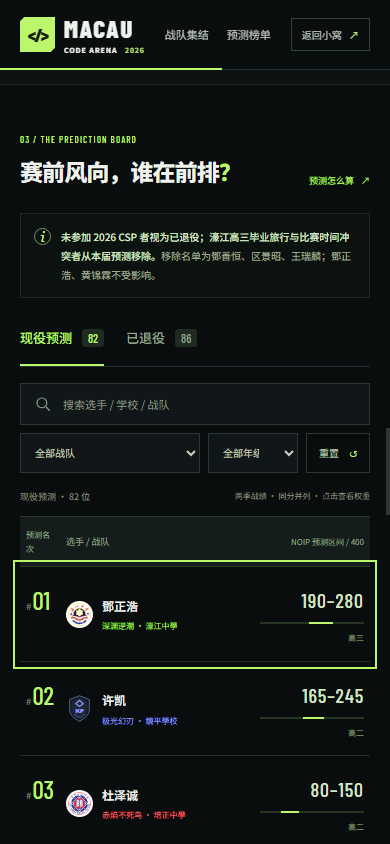 </>
MACAU
CODE ARENA 2026
战队集结
预测榜单
返回小窝 ↗
03 / THE PREDICTION BOARD
赛前风向，谁在前排?
预测怎么算 ↗
未参加 2026 CSP 者视为已退役；濠江高三毕业旅行与比赛时间冲
突者从本届预测移除。移除名单为鄧善恒、区景昭、王瑞麟；鄧正
浩、黄锦霖不受影响。
现役预测 82
已退役 86
搜索选手 / 学校 / 战队
全部战队
全部年级
重置 ↺
现役预测 · 82 位
两季战绩 · 同分并列 · 点击查看权重
预测名
次
选手 / 战队
NOIP 预测区间 / 400
#01
鄧正浩
深渊逆潮 · 濠江中學
190–280
高三
#02
许凯
极光幻刃 · 鏡平學校
165–245
高二
#03
杜泽诚
赤焰不死鸟 · 培正中學
80–150
高二